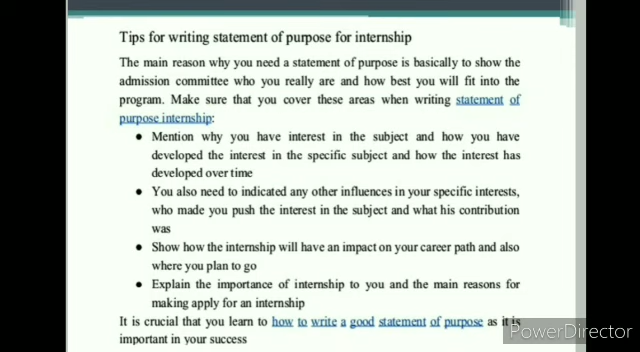 Tips for writing statement of purpose for internship
The main reason why you need a statement of purpose is basically to show the
admission committee who you really are and how best you will fit into the
program. Make sure that you cover these areas when writing statement of
purpose internship:
● Mention why you have interest in the subject and how you have
developed the interest in the specific subject and how the interest has
developed over time
● You also need to indicated any other influences in your specific interests,
who made you push the interest in the subject and what his contribution
was
● Show how the internship will have an impact on your career path and also
where you plan to go
● Explain the importance of internship to you and the main reasons for
making apply for an internship
It is crucial that you learn to how to write a good statement of purpose as it is
important in your success
PowerDirector